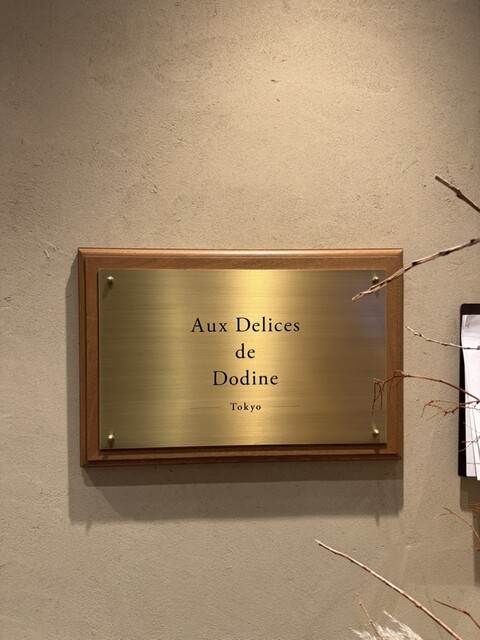 Aux Delices
de
Dodine
Tokyo